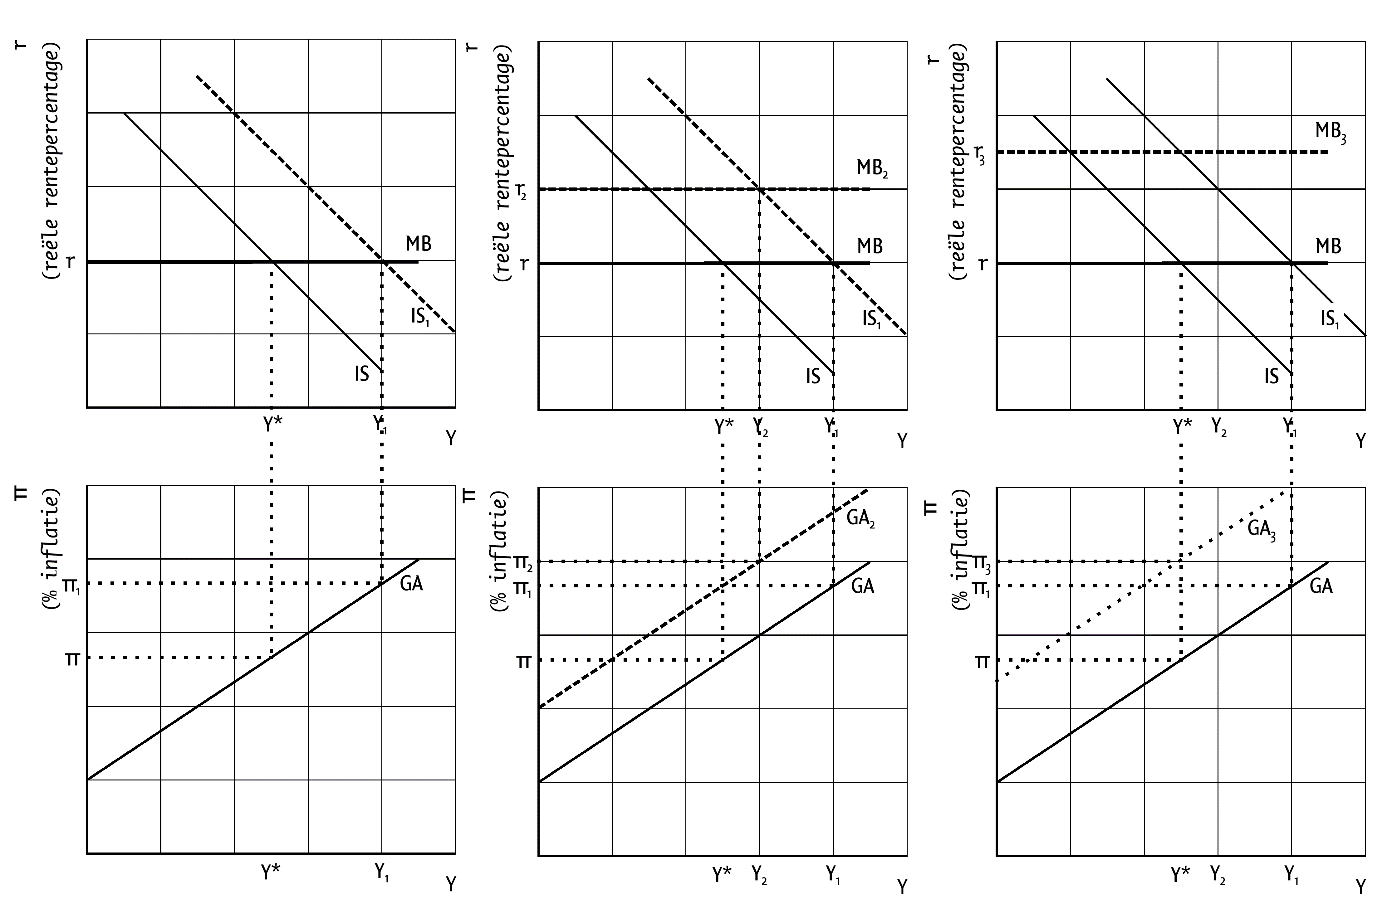 r
(reële rentepercentage)
MB
r
IS₁
IS
Y*
Y₁
Y
π
(% inflatie)
π₁
GA
π
Y*
Y₁
Y
r
(reële rentepercentage)
MB₂
r₂
MB
r
IS₁
IS
Y*
Y₂
Y₁
Y
π
(% inflatie)
GA₂
π₂
π₁
GA
π
Y*
Y₂
Y₁
Y
r
(reële rentepercentage)
MB₃
r₃
MB
r
IS₁
IS
Y*
Y₂
Y₁
Y
π
(% inflatie)
GA₃
π₃
π₁
GA
π
Y*
Y₂
Y₁
Y